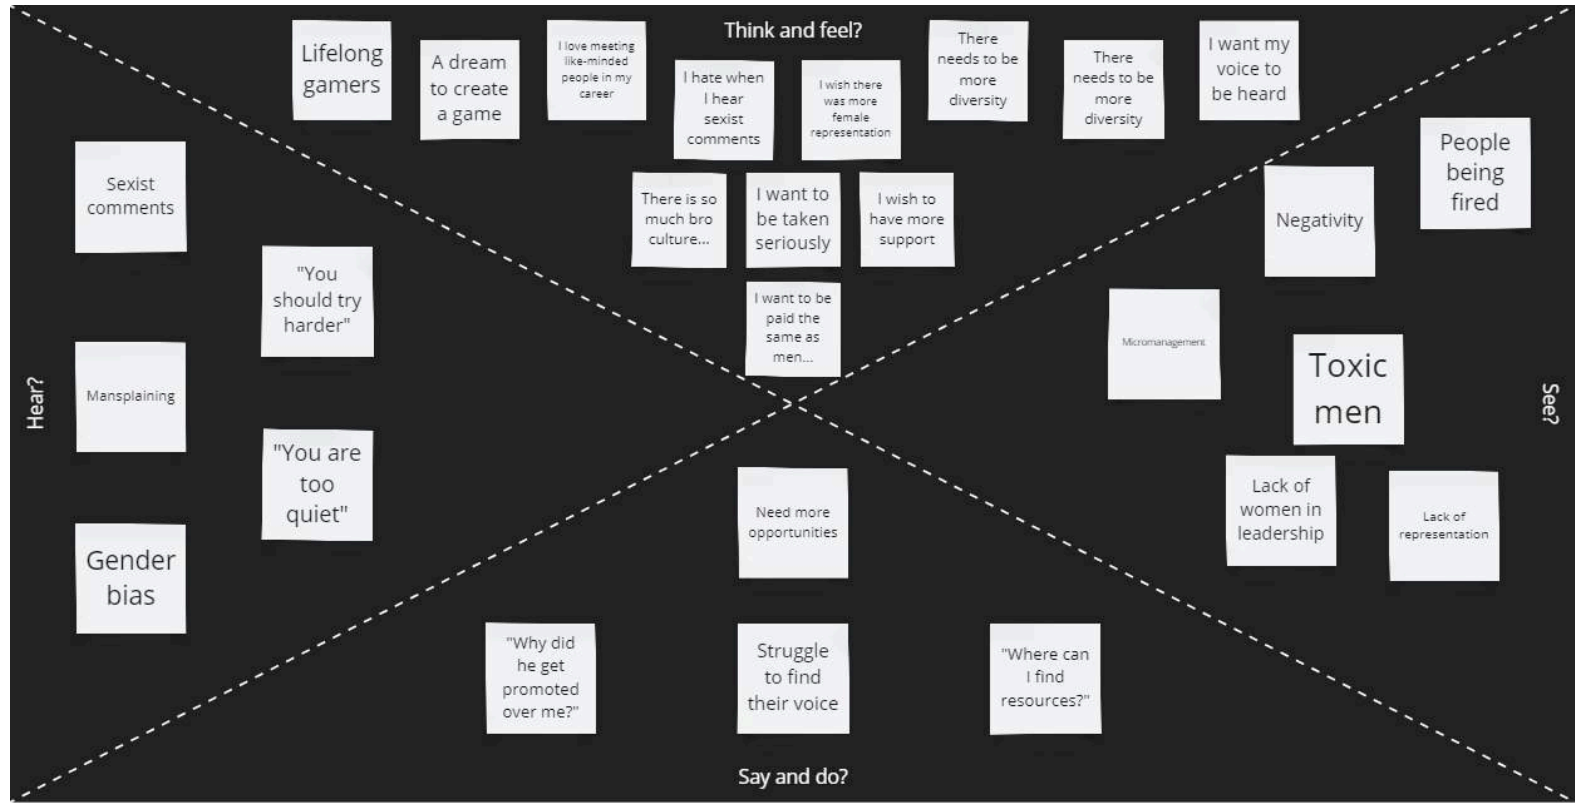 Think and feel?
Lifelong
gamers
A dream
to create
a game
I love meeting
like-minded
people in my
career
I hate when
I hear
sexist
comments
I wish there
was more
female
representation
There
needs to be
more
diversity
There
needs to be
more
diversity
I want my
voice to
be heard
There is so
much bro
culture...
I want to
be taken
seriously
I wish to
have more
support
I want to be
paid the
same as
men...
Hear?
Sexist
comments
"You
should try
harder"
Mansplaining
"You are
too
quiet"
Gender
bias
See?
People
being
fired
Negativity
Micromanagement
Toxic
men
Lack of
women in
leadership
Lack of
representation
Need more
opportunities
"Why did
he get
promoted
over me?"
Struggle
to find
their voice
"Where can
I find
resources?"
Say and do?